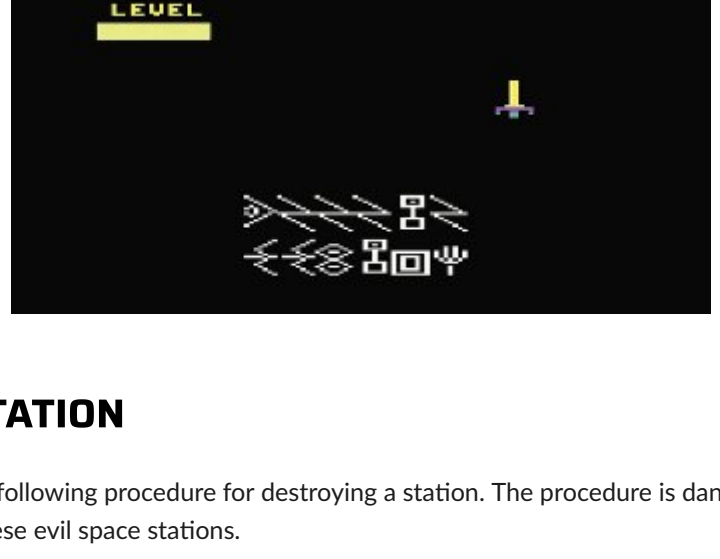 LEVEL
TATION
following procedure for destroying a station. The procedure is dan
ese evil space stations.